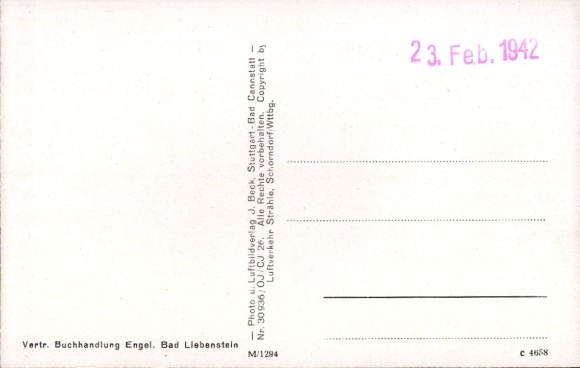 23. Feb. 1942
— Photo u. Luftbildverlag J. Beck, Stuttgart-Bad Cannstatt —
Nr. 30936/OJ/CJ 26. Alle Rechte vorbehalten. Copyright by
Luftverkehr Strähle, Schorndorf/Wttbg.
Vertr. Buchhandlung Engel, Bad Liebenstein
M/1294
C 4658